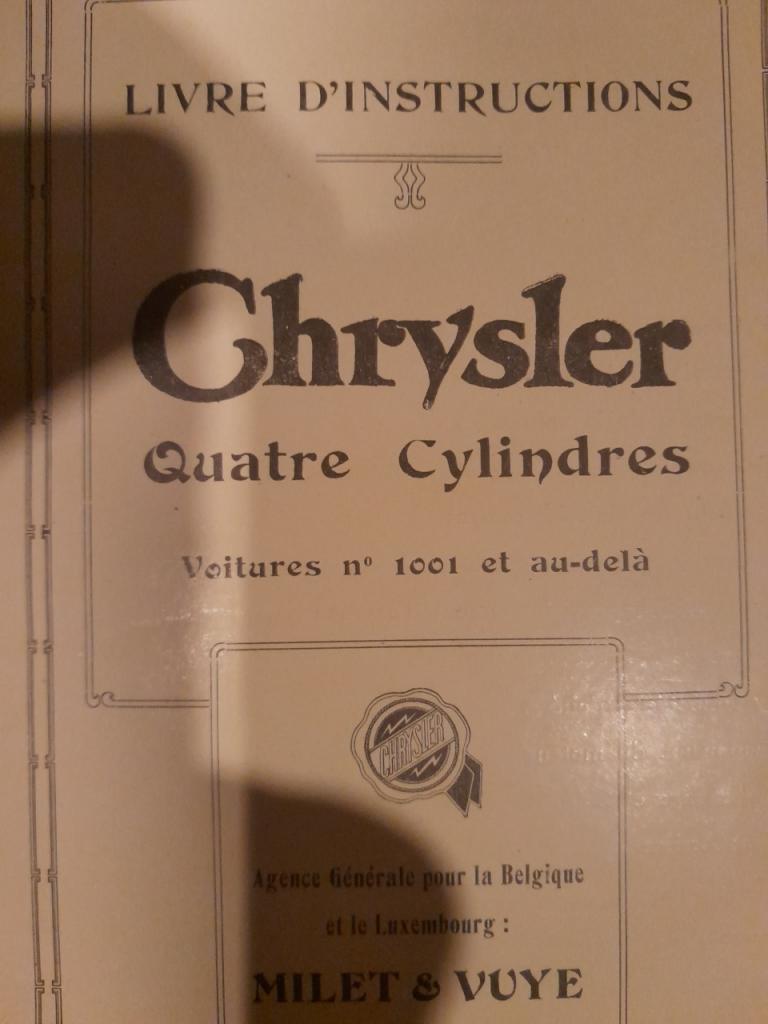 LIVRE D'INSTRUCTIONS
Chrysler
Quatre Cylindres
Voitures nº 1001 et au-delà
CHRYSLER
Agence Générale pour la Belgique
et le Luxembourg :
MILET & VUYE